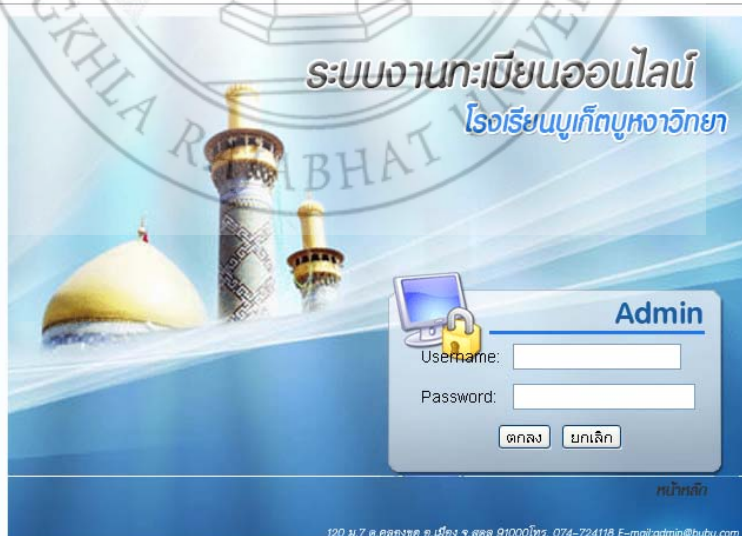 GKHLA RAJABHAT UNIVE
ระบบงานทะเบียนออนไลน์
โรงเรียนบูเก็ตบูหงาวิทยา
Admin
Username:
Password:
ตกลง ยกเลิก
หน้าหลัก
120 ม.7 ต.คลองขุด อ.เมือง จ.สตูล 91000โทร. 074-724118 E-mail:admin@bubu.com